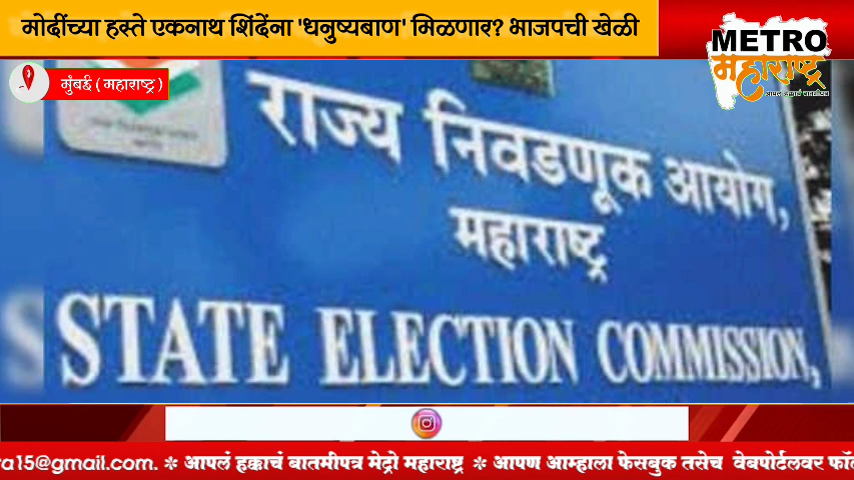 मोदींच्या हस्ते एकनाथ शिंदेंना 'धनुष्यबाण' मिळणार? भाजपची खेळी
METRO
महाराष्ट्र
मुंबई ( महाराष्ट्र )
राज्य निवडणूक आयोग,
महाराष्ट्र
STATE ELECTION COMMISSION,
ra15@gmail.com. ❇ आपलं हक्काचं बातमीपत्र मेट्रो महाराष्ट्र ❇ आपण आम्हाला फेसबुक तसेच वेबपोर्टलवर फॉ